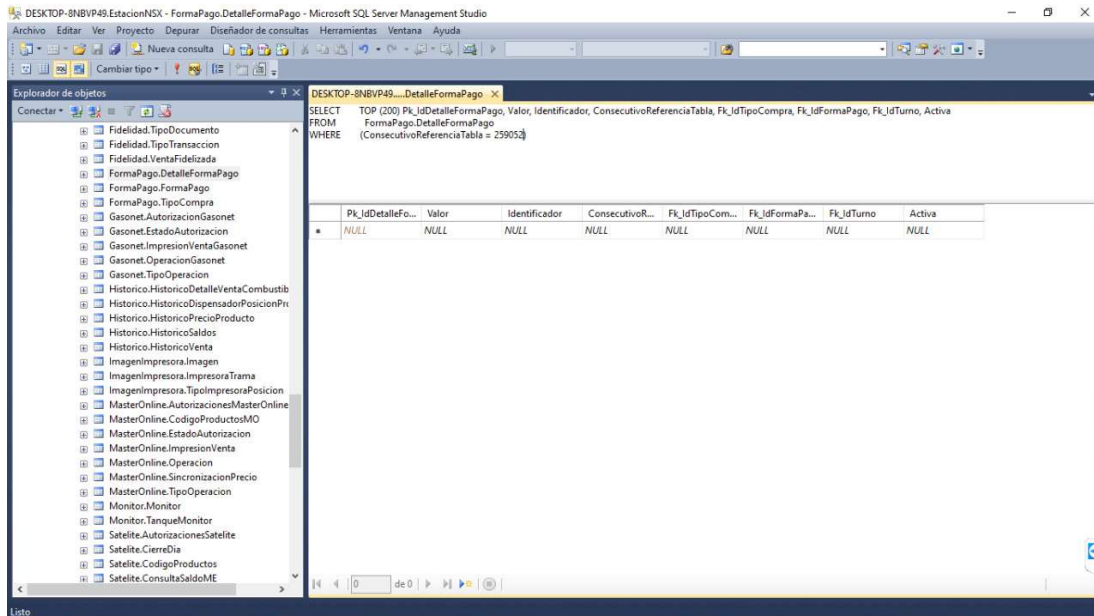 DESKTOP-8NBVP49.EstacionNSX - FormaPago.DetalleFormaPago - Microsoft SQL Server Management Studio
Archivo Editar Ver Proyecto Depurar Diseñador de consultas Herramientas Ventana Ayuda
Nueva consulta
Cambiar tipo
Explorador de objetos
DESKTOP-8NBVP49.....DetalleFormaPago
Conectar
SELECT TOP (200) Pk_IdDetalleFormaPago, Valor, Identificador, ConsecutivoReferenciaTabla, Fk_IdTipoCompra, Fk_IdFormaPago, Fk_IdTurno, Activa
FROM FormaPago.DetalleFormaPago
WHERE (ConsecutivoReferenciaTabla = 259052)
Fidelidad.TipoDocumento
Fidelidad.TipoTransaccion
Fidelidad.VentaFidelizada
FormaPago.DetalleFormaPago
FormaPago.FormaPago
FormaPago.TipoCompra
Gasonet.AutorizacionGasonet
Gasonet.EstadoAutorizacion
Gasonet.ImpresionVentaGasonet
Gasonet.OperacionGasonet
Gasonet.TipoOperacion
Historico.HistoricoDetalleVentaCombustib
Historico.HistoricoDispensadorPosicionPro
Historico.HistoricoPrecioProducto
Historico.HistoricoSaldos
Historico.HistoricoVenta
ImagenImpresora.Imagen
ImagenImpresora.ImpresoraTrama
ImagenImpresora.TipoImpresoraPosicion
MasterOnline.AutorizacionesMasterOnline
MasterOnline.CodigoProductosMO
MasterOnline.EstadoAutorizacion
MasterOnline.ImpresionVenta
MasterOnline.Operacion
MasterOnline.SincronizacionPrecio
MasterOnline.TipoOperacion
Monitor.Monitor
Monitor.TanqueMonitor
Satelite.AutorizacionesSatelite
Satelite.CierreDia
Satelite.CodigoProductos
Satelite.ConsultaSaldoME
Pk_IdDetalleFo... Valor Identificador ConsecutivoR... Fk_IdTipoCom... Fk_IdFormaPa... Fk_IdTurno Activa
NULL NULL NULL NULL NULL NULL NULL NULL
0 de 0
Listo